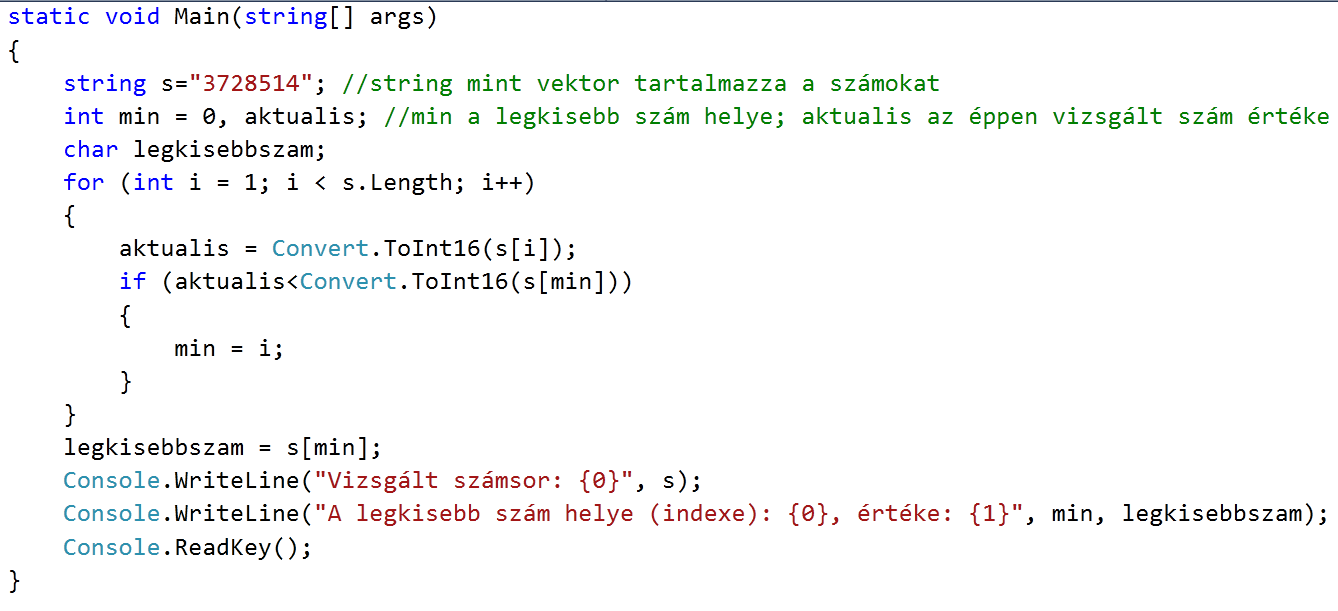 static void Main(string[] args)
{
    string s="3728514"; //string mint vektor tartalmazza a számokat
    int min = 0, aktualis; //min a legkisebb szám helye; aktualis az éppen vizsgált szám értéke
    char legkisebbszam;
    for (int i = 1; i < s.Length; i++)
    {
        aktualis = Convert.ToInt16(s[i]);
        if (aktualis<Convert.ToInt16(s[min]))
        {
            min = i;
        }
    }
    legkisebbszam = s[min];
    Console.WriteLine("Vizsgált számsor: {0}", s);
    Console.WriteLine("A legkisebb szám helye (indexe): {0}, értéke: {1}", min, legkisebbszam);
    Console.ReadKey();
}